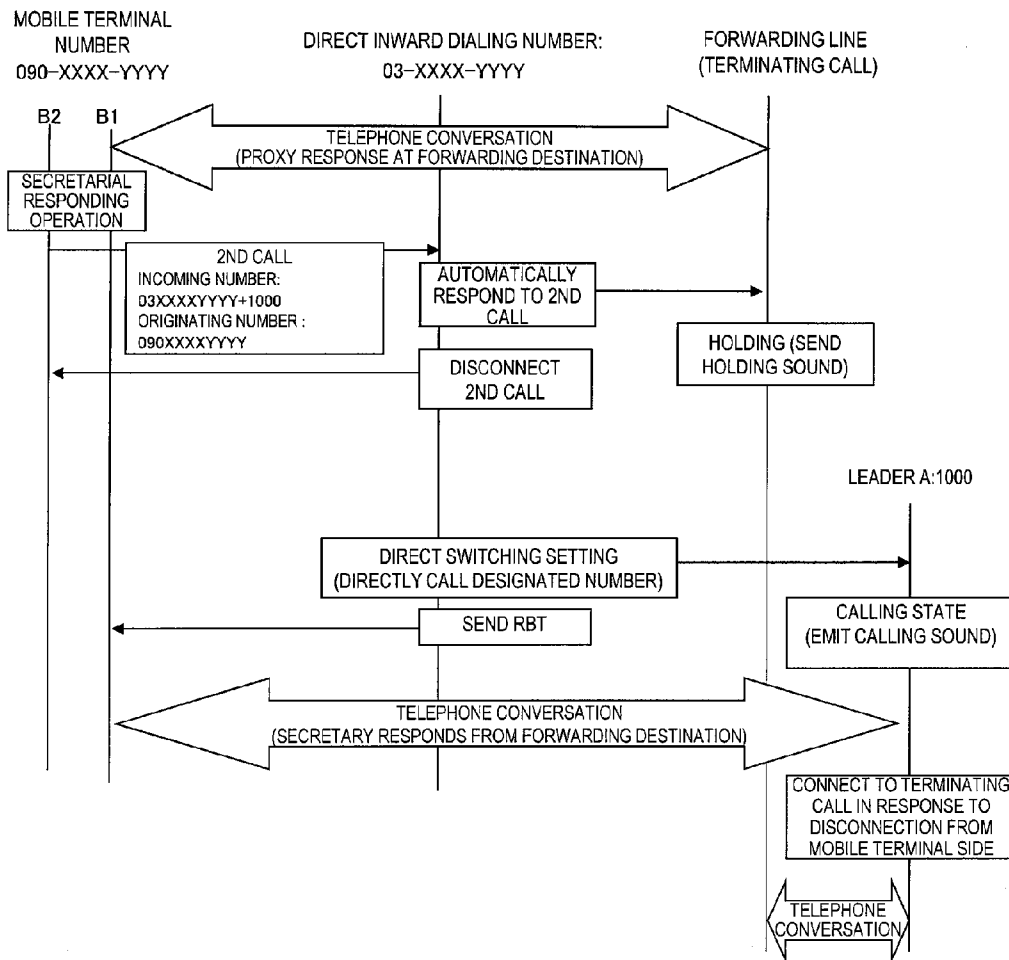 MOBILE TERMINAL
NUMBER
090-XXXX-YYYY
DIRECT INWARD DIALING NUMBER:
03-XXXX-YYYY
FORWARDING LINE
(TERMINATING CALL)
B2 B1
TELEPHONE CONVERSATION
(PROXY RESPONSE AT FORWARDING DESTINATION)
SECRETARIAL
RESPONDING
OPERATION
2ND CALL
INCOMING NUMBER:
03XXXXYYYY+1000
ORIGINATING NUMBER :
090XXXXYYYY
AUTOMATICALLY
RESPOND TO 2ND
CALL
HOLDING (SEND
HOLDING SOUND)
DISCONNECT
2ND CALL
LEADER A:1000
DIRECT SWITCHING SETTING
(DIRECTLY CALL DESIGNATED NUMBER)
CALLING STATE
(EMIT CALLING SOUND)
SEND RBT
TELEPHONE CONVERSATION
(SECRETARY RESPONDS FROM FORWARDING DESTINATION)
CONNECT TO TERMINATING
CALL IN RESPONSE TO
DISCONNECTION FROM
MOBILE TERMINAL SIDE
TELEPHONE
CONVERSATION